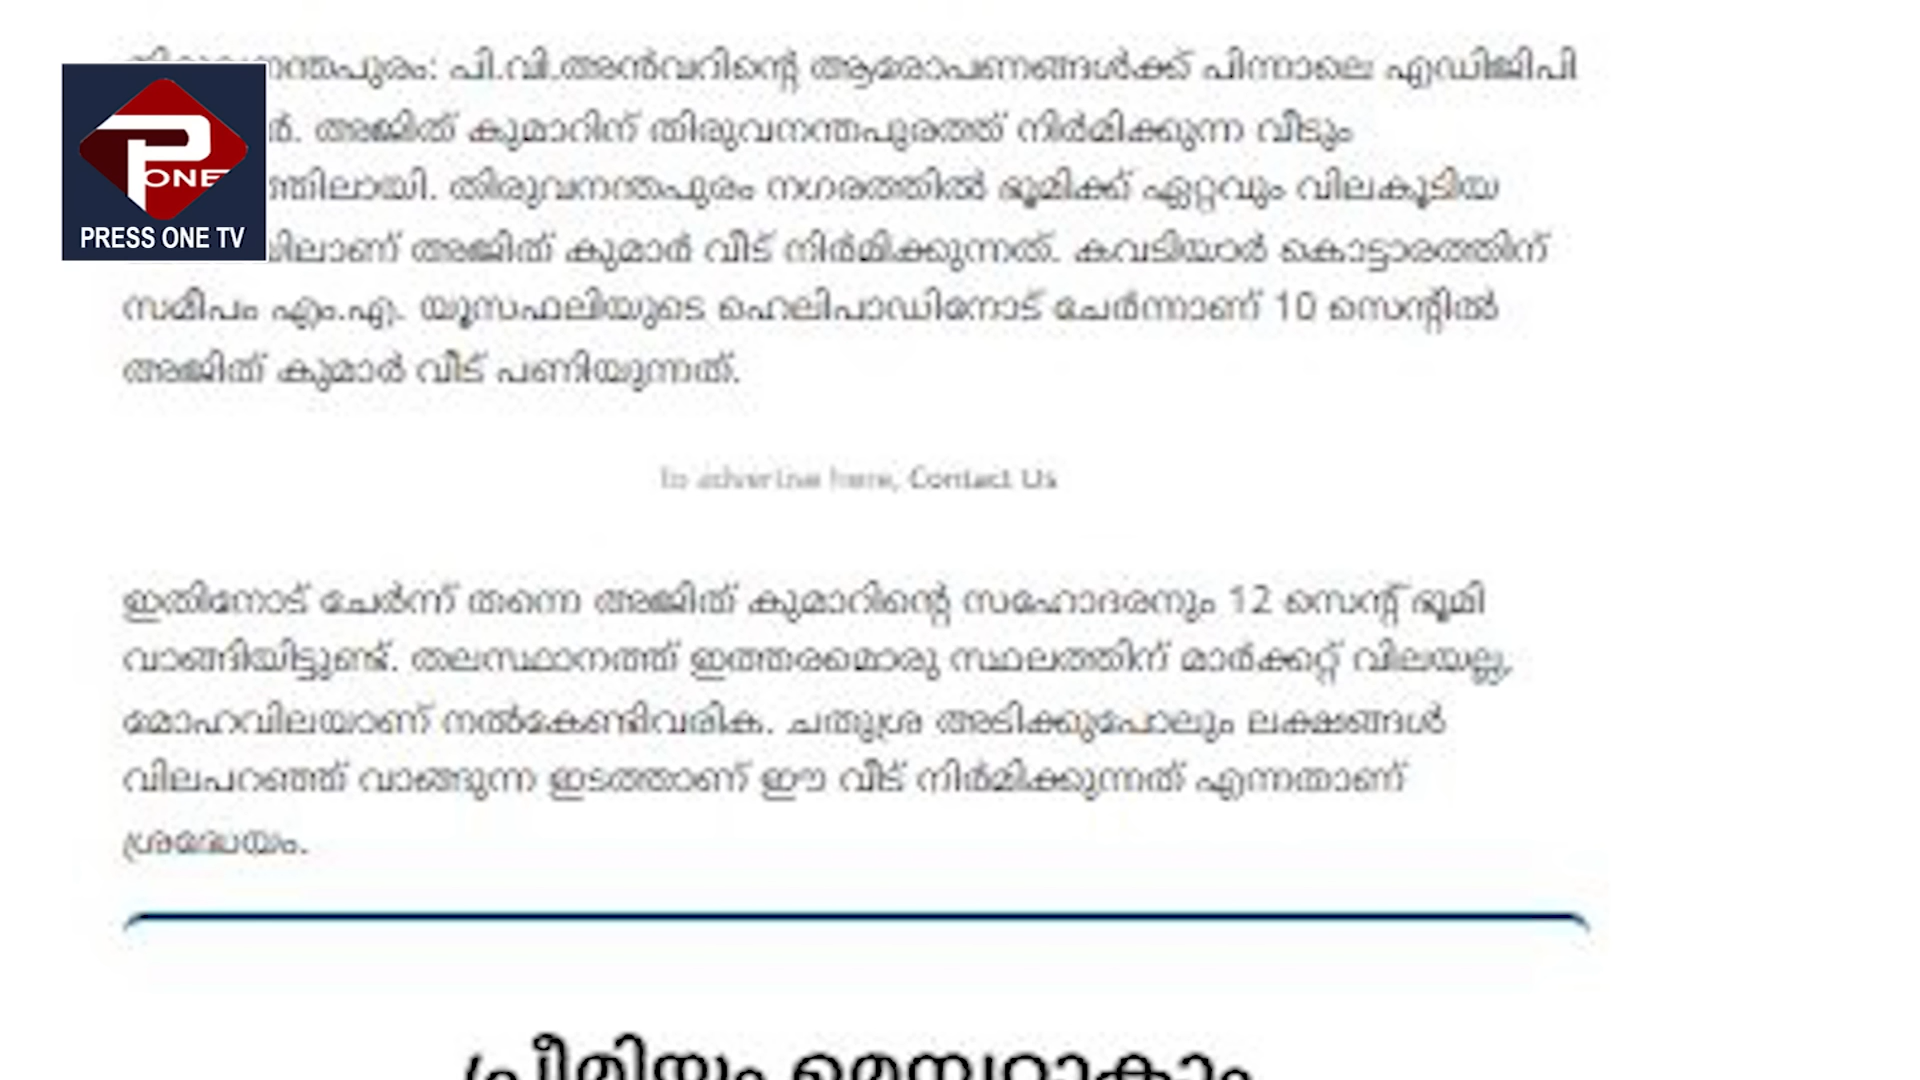 പി.വി.അൻവറിന്റെ ആരോപണങ്ങൾക്ക് പിന്നാലെ എഡിജിപി
അജിത് കുമാറിന് തിരുവനന്തപുരത്ത് നിർമിക്കുന്ന വീടും
തിരുവനന്തപുരം നഗരത്തിൽ ഭൂമിക്ക് ഏറ്റവും വിലകൂടിയ
അജിത് കുമാർ വീട് നിർമിക്കുന്നത്. കവടിയാർ കൊട്ടാരത്തിന്
സമീപം എം.എ. യൂസഫലിയുടെ ഹെലിപാഡിനോട് ചേർന്നാണ് 10 സെന്റിൽ
അജിത് കുമാർ വീട് പണിയുന്നത്.
P
ONE
PRESS ONE TV
To advertise here, Contact Us
ഇതിനോട് ചേർന്ന് തന്നെ അജിത് കുമാറിന്റെ സഹോദരനും 12 സെന്റ് ഭൂമി
വാങ്ങിയിട്ടുണ്ട്. തലസ്ഥാനത്ത് ഇത്തരമൊരു സ്ഥലത്തിന് മാർക്കറ്റ് വിലയല്ല,
മോഹവിലയാണ് നൽകേണ്ടിവരിക. ചതുരശ്ര അടിക്കുപോലും ലക്ഷങ്ങൾ
വിലപറഞ്ഞ് വാങ്ങുന്ന ഇടത്താണ് ഈ വീട് നിർമിക്കുന്നത് എന്നതാണ്
ശ്രദ്ധേയം.
പ്രീമിയം മെമ്പറാകാം